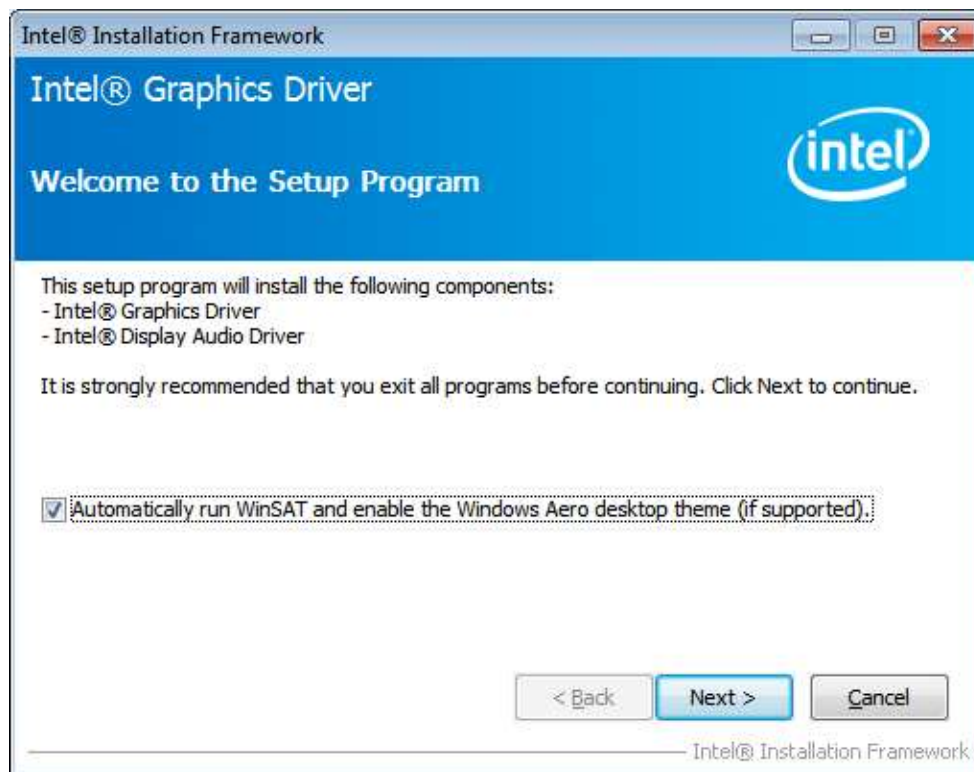 Intel® Installation Framework
Intel® Graphics Driver
intel
Welcome to the Setup Program
This setup program will install the following components:
- Intel® Graphics Driver
- Intel® Display Audio Driver
It is strongly recommended that you exit all programs before continuing. Click Next to continue.
Automatically run WinSAT and enable the Windows Aero desktop theme (if supported).
< Back Next > Cancel
Intel® Installation Framework